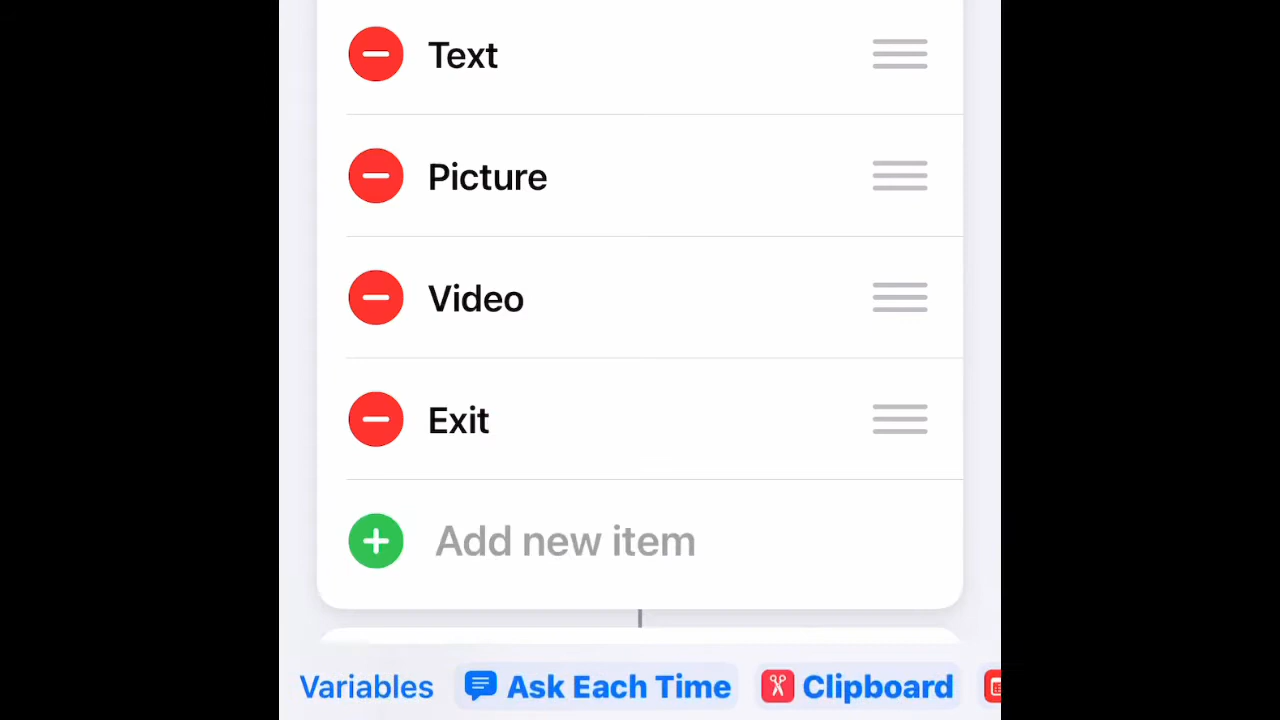 Text
Picture
Video
Exit
Add new item
Variables Ask Each Time Clipboard